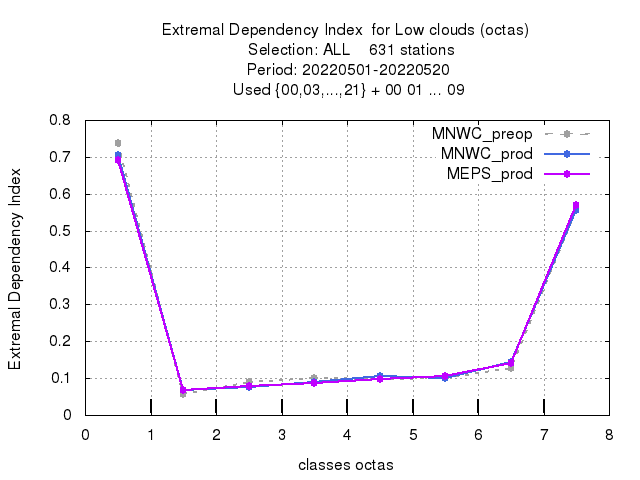 Extremal Dependency Index  for Low clouds (octas)
Selection: ALL    631 stations
Period: 20220501-20220520
Used {00,03,...,21} + 00 01 ... 09
MNWC_preop
MNWC_prod
MEPS_prod
Extremal Dependency Index
0.8
0.7
0.6
0.5
0.4
0.3
0.2
0.1
0
0 1 2 3 4 5 6 7 8
classes octas